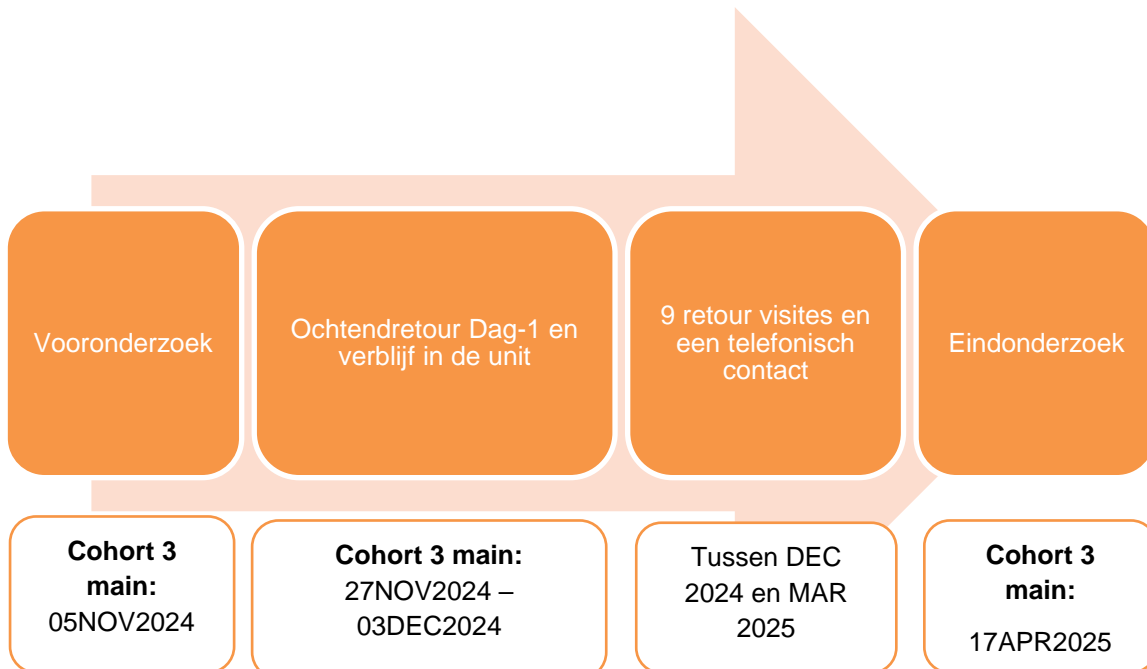 Vooronderzoek
Ochtendretour Dag-1 en
verblijf in de unit
9 retour visites en
een telefonisch
contact
Eindonderzoek
Cohort 3
main:
05NOV2024
Cohort 3 main:
27NOV2024 –
03DEC2024
Tussen DEC
2024 en MAR
2025
Cohort 3
main:
17APR2025